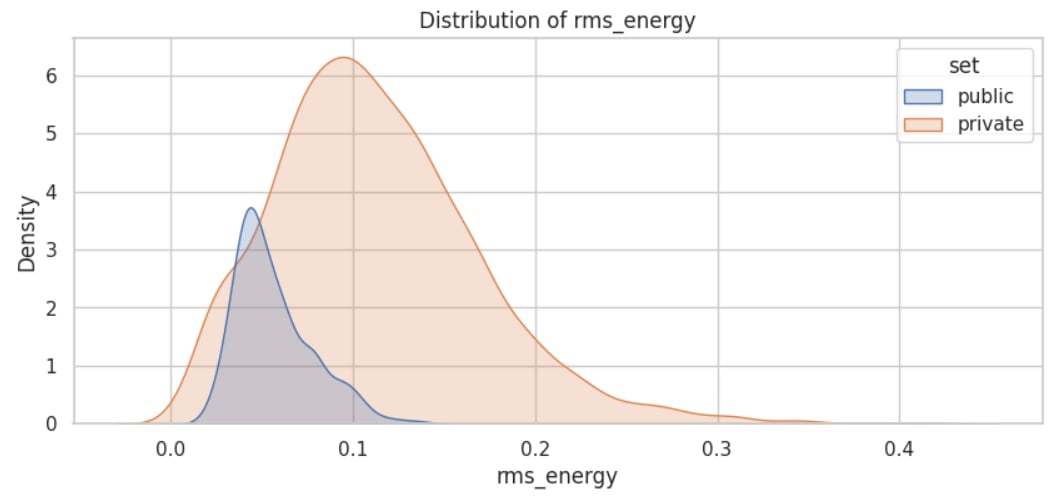 Distribution of rms_energy
set
public
private
6
5
4
3
2
1
0
Density
0.0 0.1 0.2 0.3 0.4
rms_energy